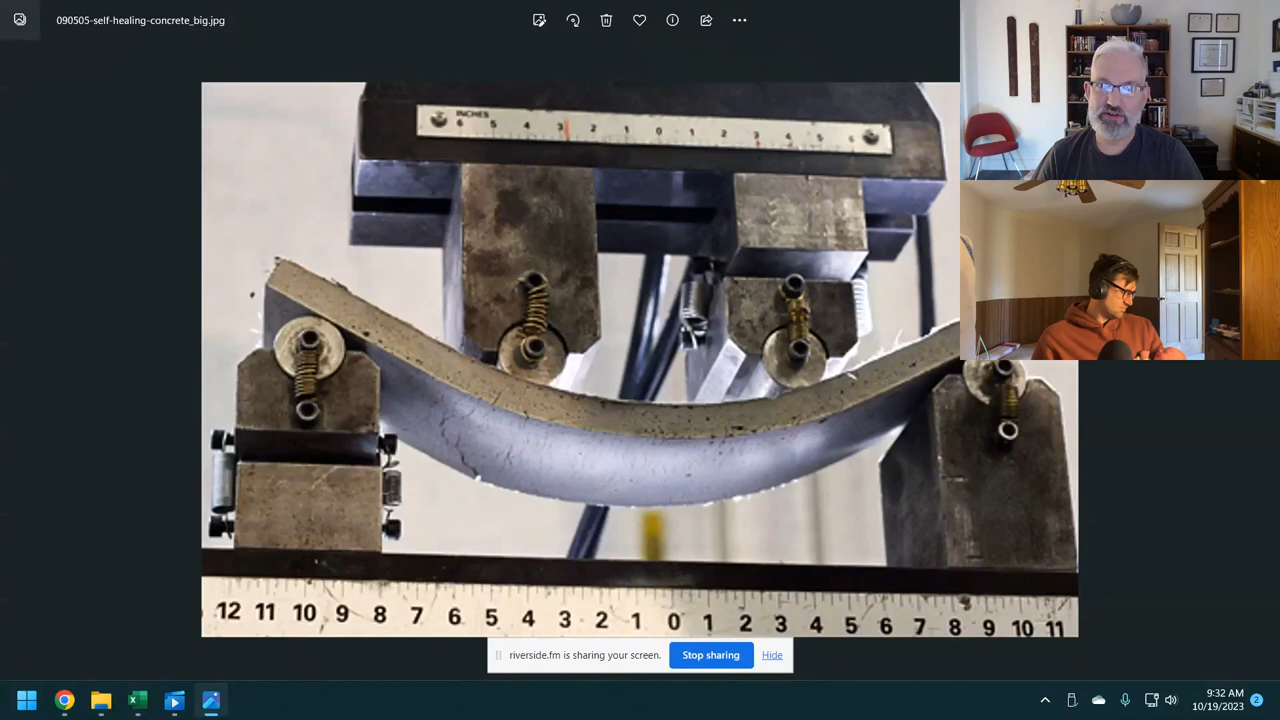 090505-self-healing-concrete_big.jpg
INCHES
6 5 4 3 2 1 0 1 2 3 4 5 6
12 11 10 9 8 7 6 5 4 3 2 1 0 1 2 3 4 5 6 7 8 9 10 11
riverside.fm is sharing your screen.
Stop sharing
Hide
9:32 AM
10/19/2023
2